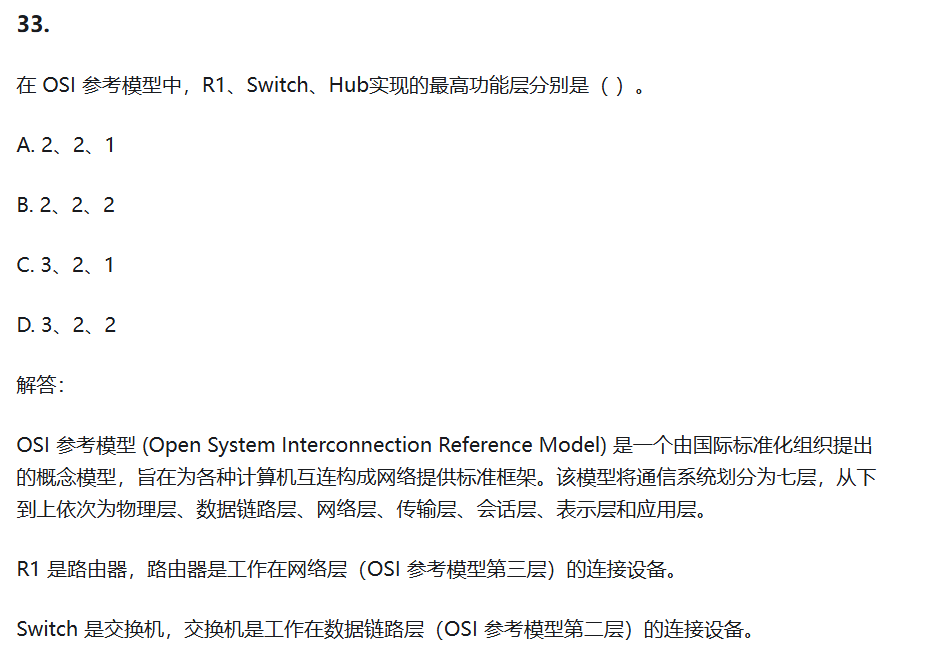 33.
在 OSI 参考模型中，R1、Switch、Hub实现的最高功能层分别是（ ）。
A. 2、2、1
B. 2、2、2
C. 3、2、1
D. 3、2、2
解答：
OSI 参考模型 (Open System Interconnection Reference Model) 是一个由国际标准化组织提出
的概念模型，旨在为各种计算机互连构成网络提供标准框架。该模型将通信系统划分为七层，从下
到上依次为物理层、数据链路层、网络层、传输层、会话层、表示层和应用层。
R1 是路由器，路由器是工作在网络层（OSI 参考模型第三层）的连接设备。
Switch 是交换机，交换机是工作在数据链路层（OSI 参考模型第二层）的连接设备。